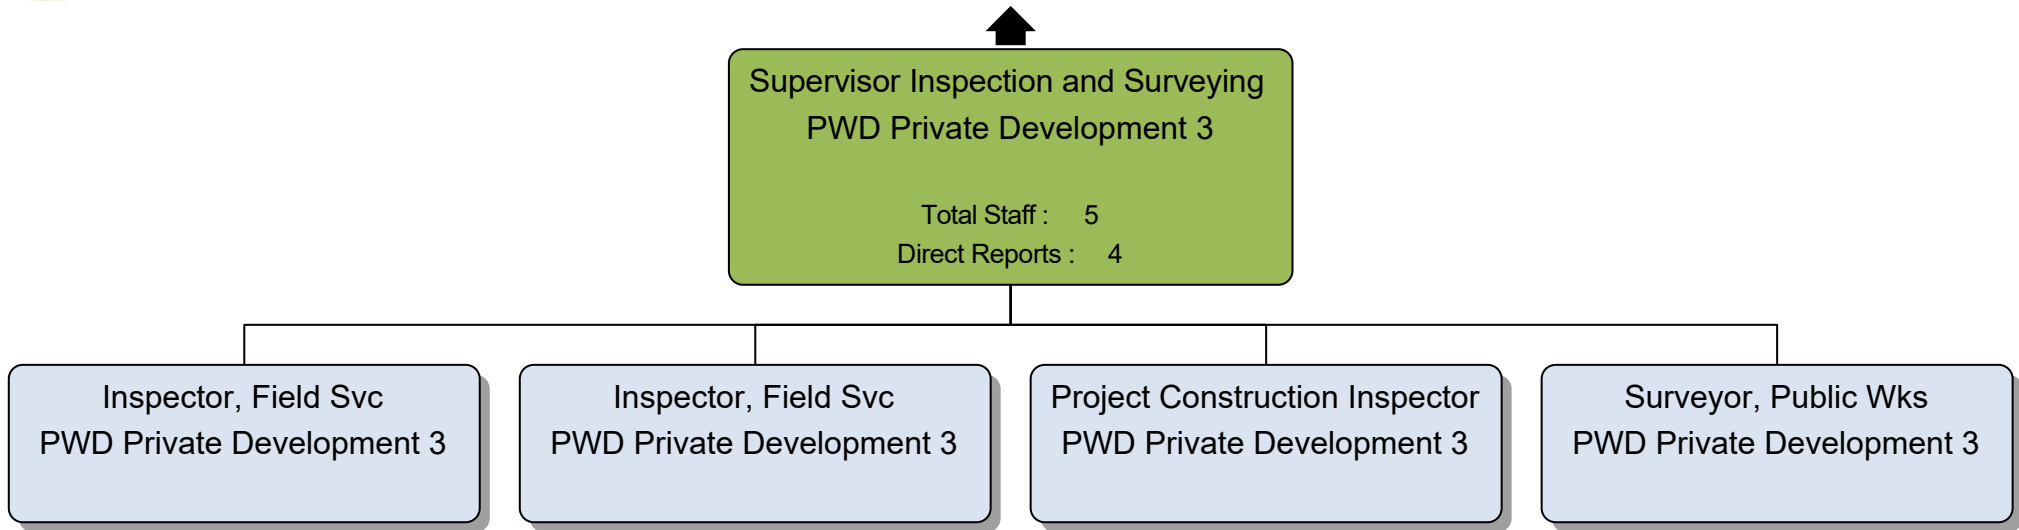 Supervisor Inspection and Surveying
PWD Private Development 3
Total Staff : 5
Direct Reports : 4
Inspector, Field Svc
PWD Private Development 3
Inspector, Field Svc
PWD Private Development 3
Project Construction Inspector
PWD Private Development 3
Surveyor, Public Wks
PWD Private Development 3